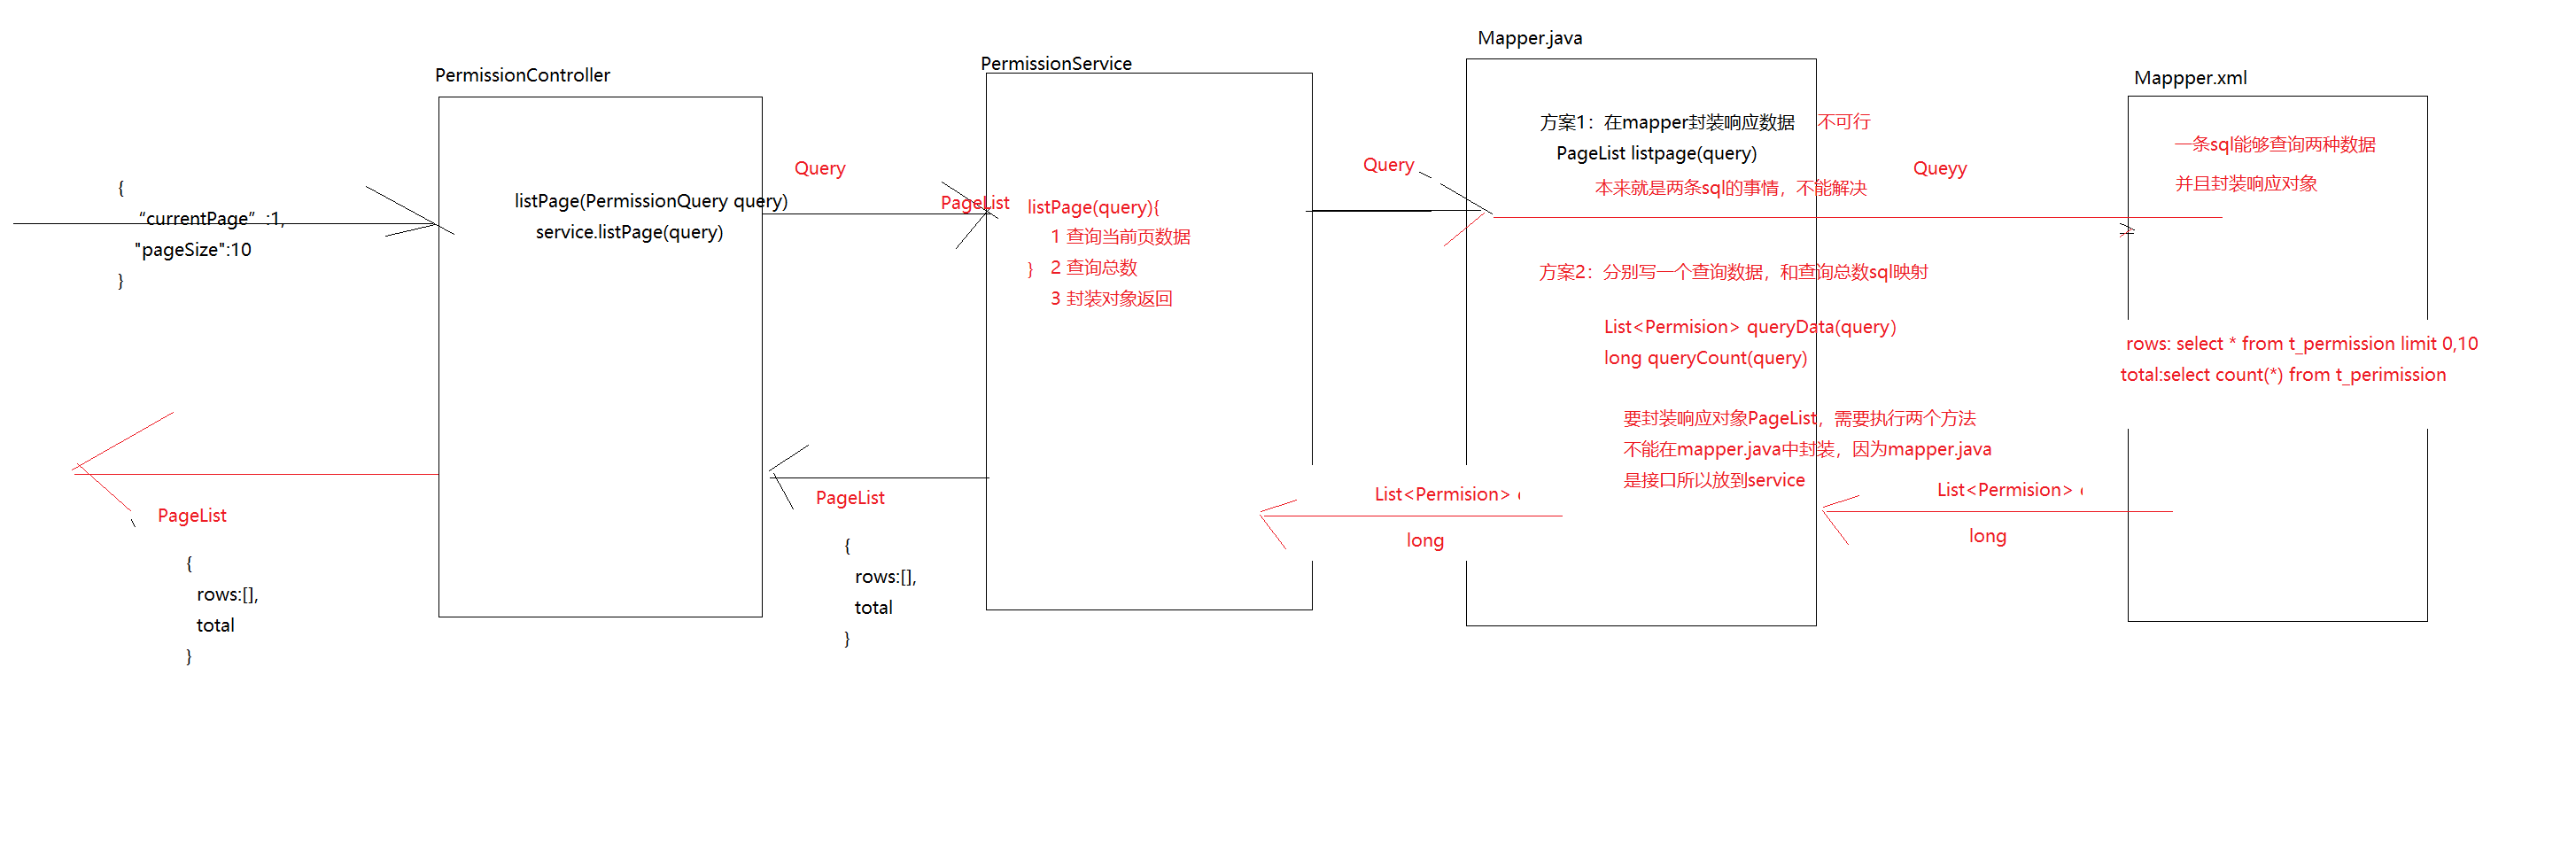 {
“currentPage”:1,
"pageSize":10
}
PageList
{
rows:[],
total
}
PermissionController
listPage(PermissionQuery query)
service.listPage(query)
Query
PageList
{
rows:[],
total
}
PermissionService
PageList listPage(query){
1 查询当前页数据
} 2 查询总数
3 封装对象返回
Query
List<Permision>
long
Mapper.java
方案1：在mapper封装响应数据 不可行
PageList listpage(query)
本来就是两条sql的事情，不能解决
方案2：分别写一个查询数据，和查询总数sql映射
List<Permision> queryData(query)
long queryCount(query)
要封装响应对象PageList，需要执行两个方法
不能在mapper.java中封装，因为mapper.java
是接口所以放到service
Queyy
List<Permision>
long
Mappper.xml
一条sql能够查询两种数据
并且封装响应对象
rows: select * from t_permission limit 0,10
total:select count(*) from t_perimission